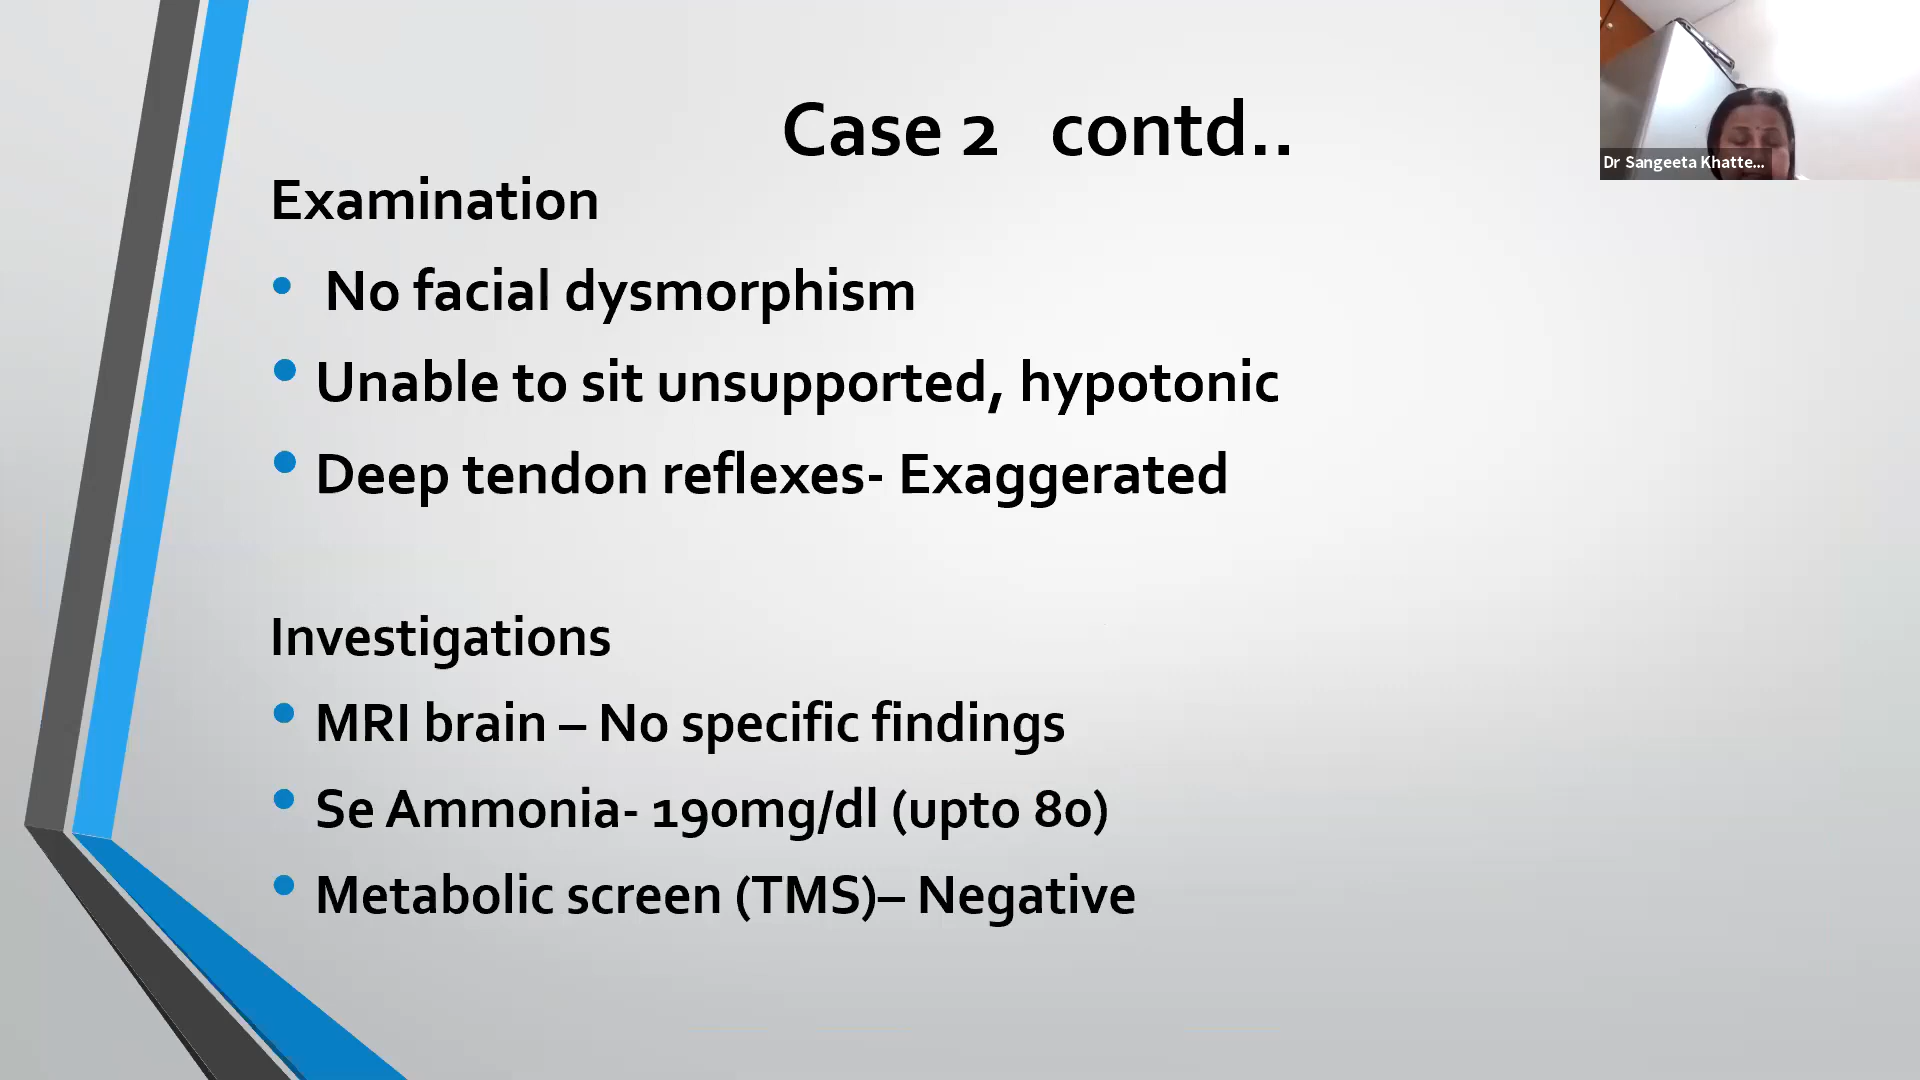 Case 2 contd..
Dr Sangeeta Khatte...
Examination
• No facial dysmorphism
• Unable to sit unsupported, hypotonic
• Deep tendon reflexes- Exaggerated
Investigations
• MRI brain – No specific findings
• Se Ammonia- 190mg/dl (upto 80)
• Metabolic screen (TMS)– Negative